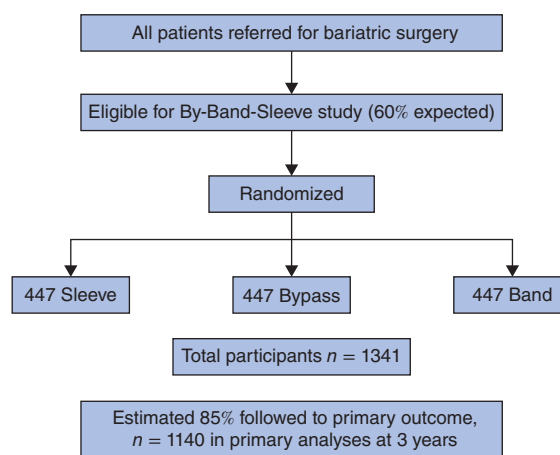 All patients referred for bariatric surgery
Eligible for By-Band-Sleeve study (60% expected)
Randomized
447 Sleeve
447 Bypass
447 Band
Total participants n = 1341
Estimated 85% followed to primary outcome,
n = 1140 in primary analyses at 3 years